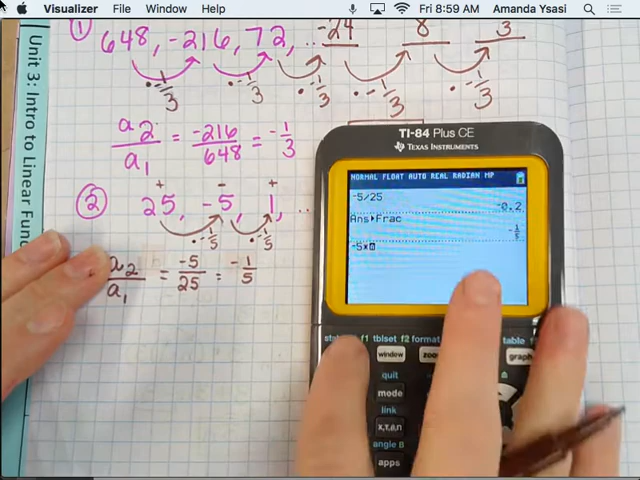 Visualizer File Window Help Fri 8:59 AM Amanda Ysasi
Unit 3: Intro to Linear Func
① 648, -216, 72, .. -24 8 3
· -1/3 · -1/3 · -1/3 · -1/3 · -1/3
a2/a1 = -216/648 = -1/3
+ - +
② 25, -5, 1, ..
· -1/5 · -1/5
a2/a1 = -5/25 = -1/5
TI-84 Plus CE
TEXAS INSTRUMENTS
NORMAL FLOAT AUTO REAL RADIAN MP
-5/25
-0.2
Ans▸Frac
-1/5
-5*
f1 tblset f2 format table
window graph
quit
mode
link
X,T,θ,n
angle B
apps